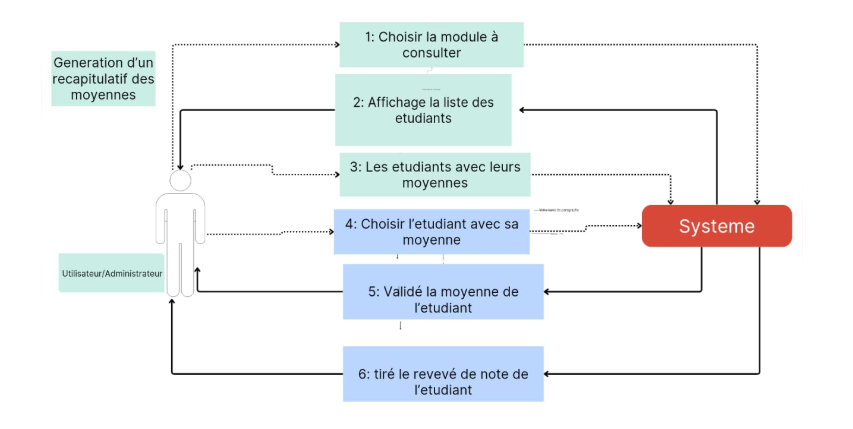 Generation d'un
recapitulatif des
moyennes
1: Choisir la module à
consulter
2: Affichage la liste des
etudiants
3: Les etudiants avec leurs
moyennes
4: Choisir l'etudiant avec sa
moyenne
Systeme
Utilisateur/Administrateur
5: Validé la moyenne de
l'etudiant
6: tiré le revevé de note de
l'etudiant